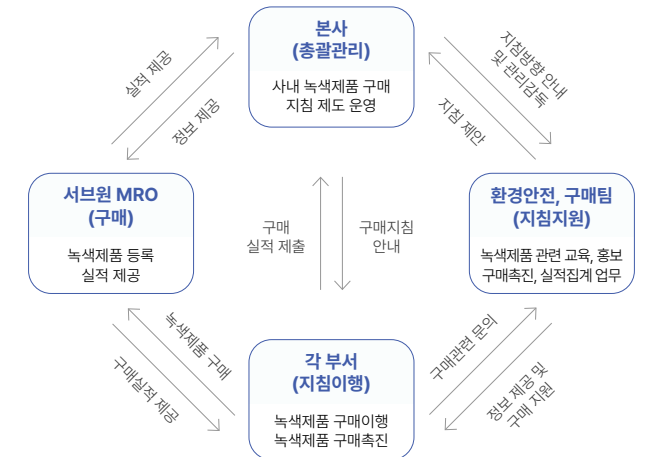 본사
(총괄관리)
사내 녹색제품 구매
지침 제도 운영
실적 제공
정보 제공
지침방향 안내
및 관리감독
지침 제안
서브원 MRO
(구매)
녹색제품 등록
실적 제공
구매
실적 제출
구매지침
안내
환경안전, 구매팀
(지침지원)
녹색제품 관련 교육, 홍보
구매촉진, 실적집계 업무
녹색제품 구매
구매실적 제공
구매관련 문의
정보 제공 및
구매 지원
각 부서
(지침이행)
녹색제품 구매이행
녹색제품 구매촉진